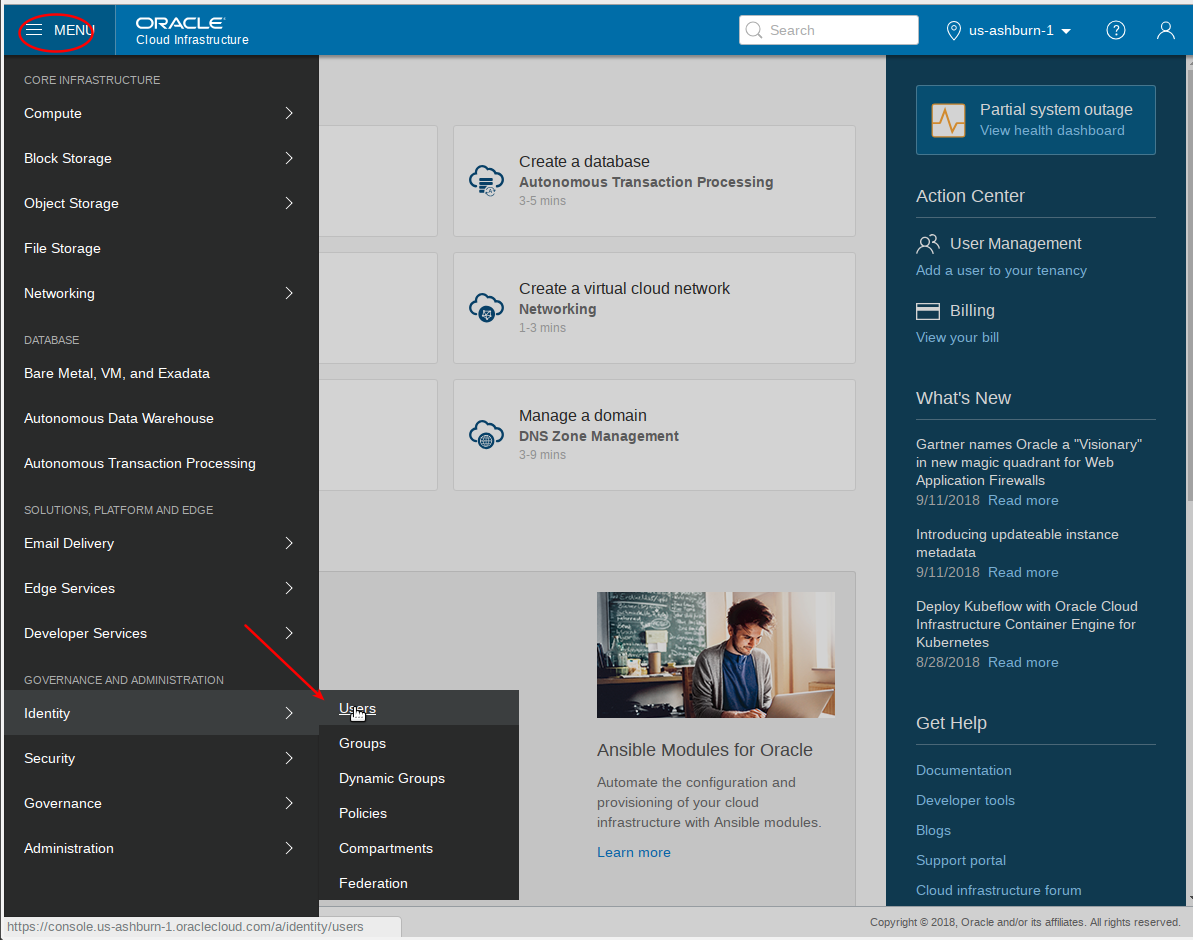 MENU
ORACLE
Cloud Infrastructure
Search
us-ashburn-1
CORE INFRASTRUCTURE
Compute
Block Storage
Object Storage
File Storage
Networking
DATABASE
Bare Metal, VM, and Exadata
Autonomous Data Warehouse
Autonomous Transaction Processing
SOLUTIONS, PLATFORM AND EDGE
Email Delivery
Edge Services
Developer Services
GOVERNANCE AND ADMINISTRATION
Identity
Security
Governance
Administration
Users
Groups
Dynamic Groups
Policies
Compartments
Federation
Create a database
Autonomous Transaction Processing
3-5 mins
Create a virtual cloud network
Networking
1-3 mins
Manage a domain
DNS Zone Management
3-9 mins
Ansible Modules for Oracle
Automate the configuration and
provisioning of your cloud
infrastructure with Ansible modules.
Learn more
Partial system outage
View health dashboard
Action Center
User Management
Add a user to your tenancy
Billing
View your bill
What's New
Gartner names Oracle a "Visionary"
in new magic quadrant for Web
Application Firewalls
9/11/2018 Read more
Introducing updateable instance
metadata
9/11/2018 Read more
Deploy Kubeflow with Oracle Cloud
Infrastructure Container Engine for
Kubernetes
8/28/2018 Read more
Get Help
Documentation
Developer tools
Blogs
Support portal
Cloud infrastructure forum
https://console.us-ashburn-1.oraclecloud.com/a/identity/users
Copyright © 2018, Oracle and/or its affiliates. All rights reserved.